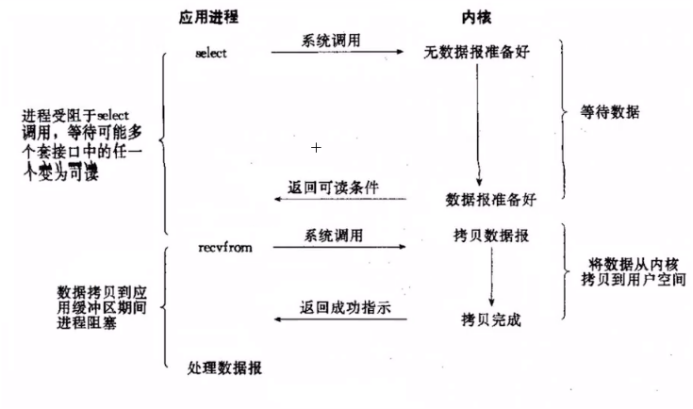 应用进程
内核
select
系统调用
无数据报准备好
进程受阻于select
调用，等待可能多
个套接口中的任一
个变为可读
等待数据
返回可读条件
数据报准备好
recvfrom
系统调用
拷贝数据报
将数据从内核
拷贝到用户空间
数据拷贝到应
用缓冲区期间
进程阻塞
返回成功指示
拷贝完成
处理数据报